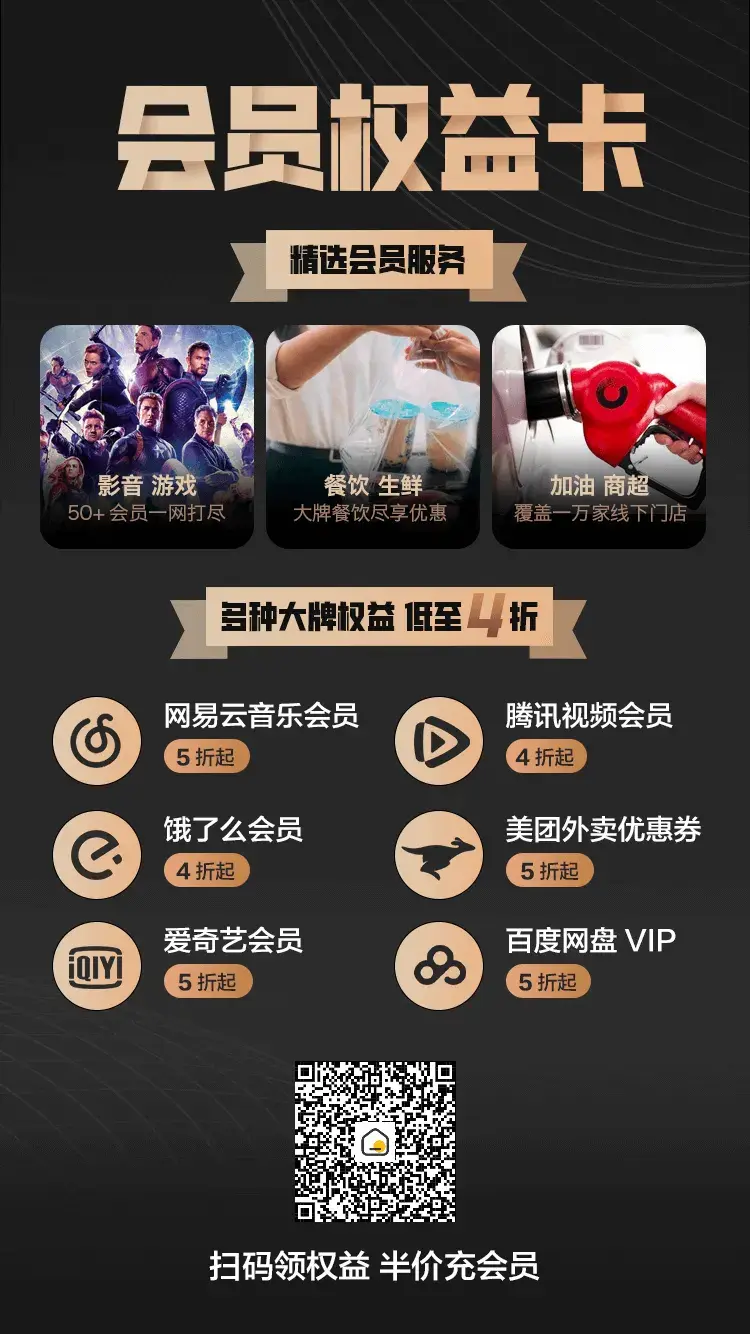 会员权益卡
精选会员服务
影音 游戏
50+ 会员一网打尽
餐饮 生鲜
大牌餐饮尽享优惠
加油 商超
覆盖一万家线下门店
多种大牌权益 低至4折
网易云音乐会员
5 折起
腾讯视频会员
4 折起
饿了么会员
4 折起
美团外卖优惠券
5 折起
iQIYI
爱奇艺会员
5 折起
百度网盘 VIP
5 折起
扫码领权益 半价充会员